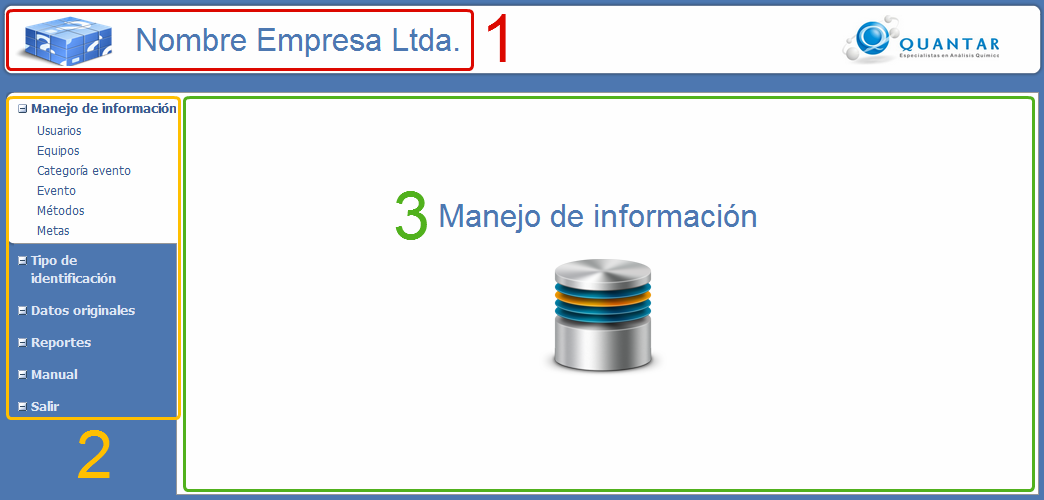 Nombre Empresa Ltda.
1
QUANTAR
Especialistas en Análisis Químics
Manejo de información
Usuarios
Equipos
Categoría evento
Evento
Métodos
Metas
Tipo de
identificación
Datos originales
Reportes
Manual
Salir
2
3
Manejo de información